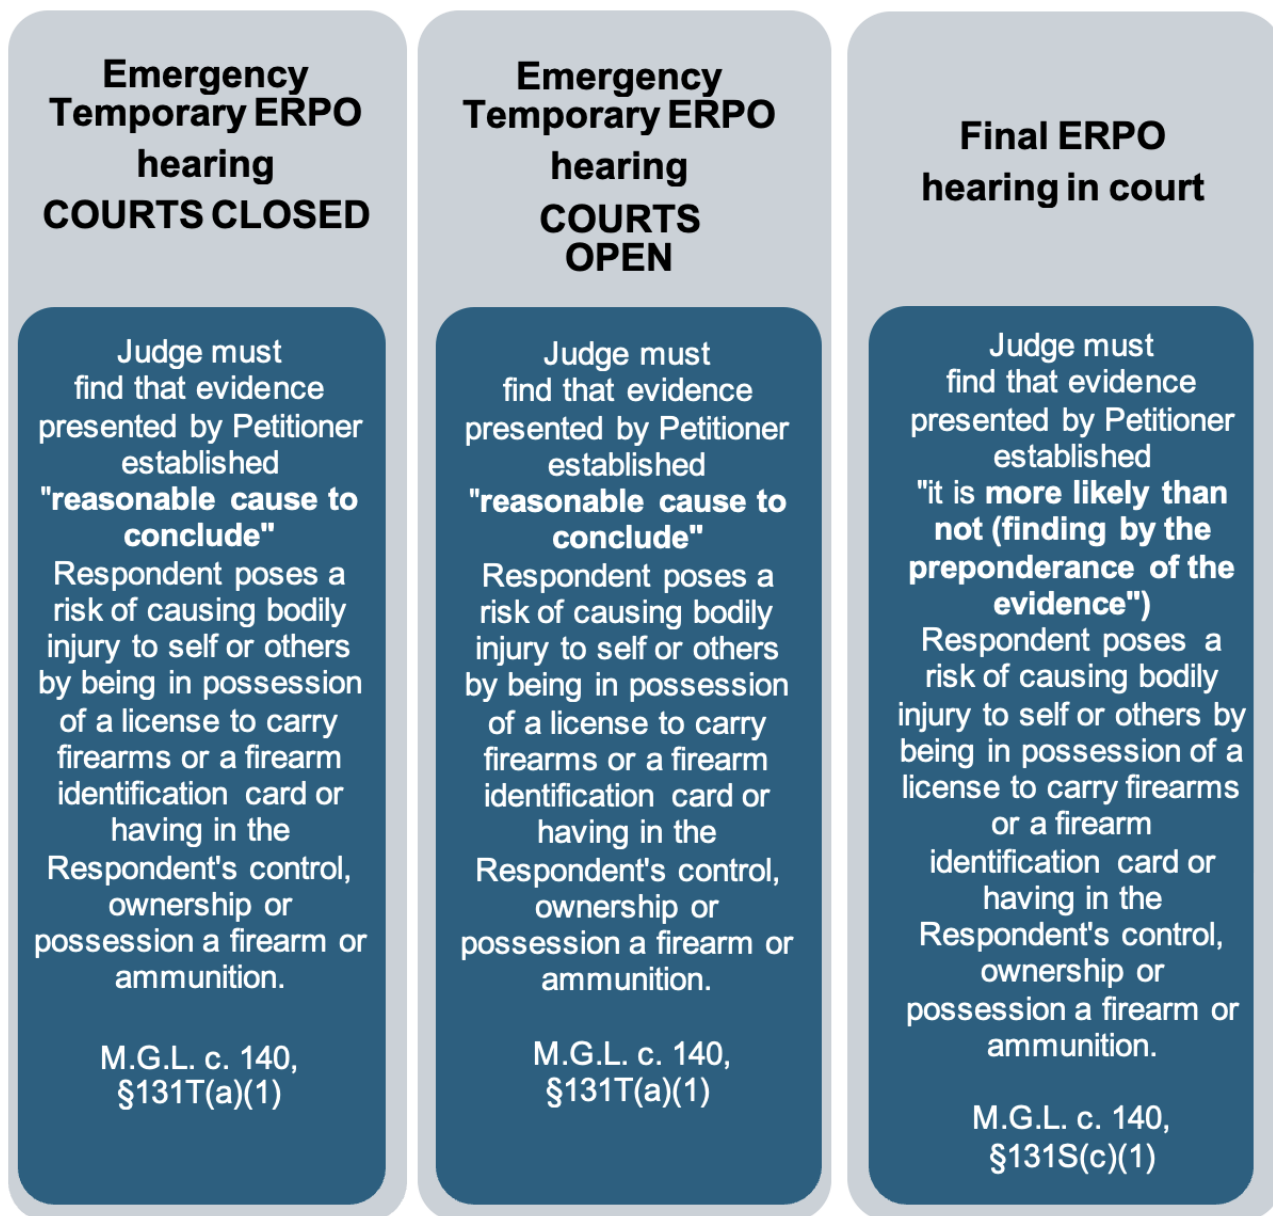 Emergency
Temporary ERPO
hearing
COURTS CLOSED
Judge must
find that evidence
presented by Petitioner
established
"reasonable cause to
conclude"
Respondent poses a
risk of causing bodily
injury to self or others
by being in possession
of a license to carry
firearms or a firearm
identification card or
having in the
Respondent's control,
ownership or
possession a firearm or
ammunition.
M.G.L. c. 140,
§131T(a)(1)
Emergency
Temporary ERPO
hearing
COURTS
OPEN
Judge must
find that evidence
presented by Petitioner
established
"reasonable cause to
conclude"
Respondent poses a
risk of causing bodily
injury to self or others
by being in possession
of a license to carry
firearms or a firearm
identification card or
having in the
Respondent's control,
ownership or
possession a firearm or
ammunition.
M.G.L. c. 140,
§131T(a)(1)
Final ERPO
hearing in court
Judge must
find that evidence
presented by Petitioner
established
"it is more likely than
not (finding by the
preponderance of the
evidence")
Respondent poses a
risk of causing bodily
injury to self or others by
being in possession of a
license to carry firearms
or a firearm
identification card or
having in the
Respondent's control,
ownership or
possession a firearm or
ammunition.
M.G.L. c. 140,
§131S(c)(1)